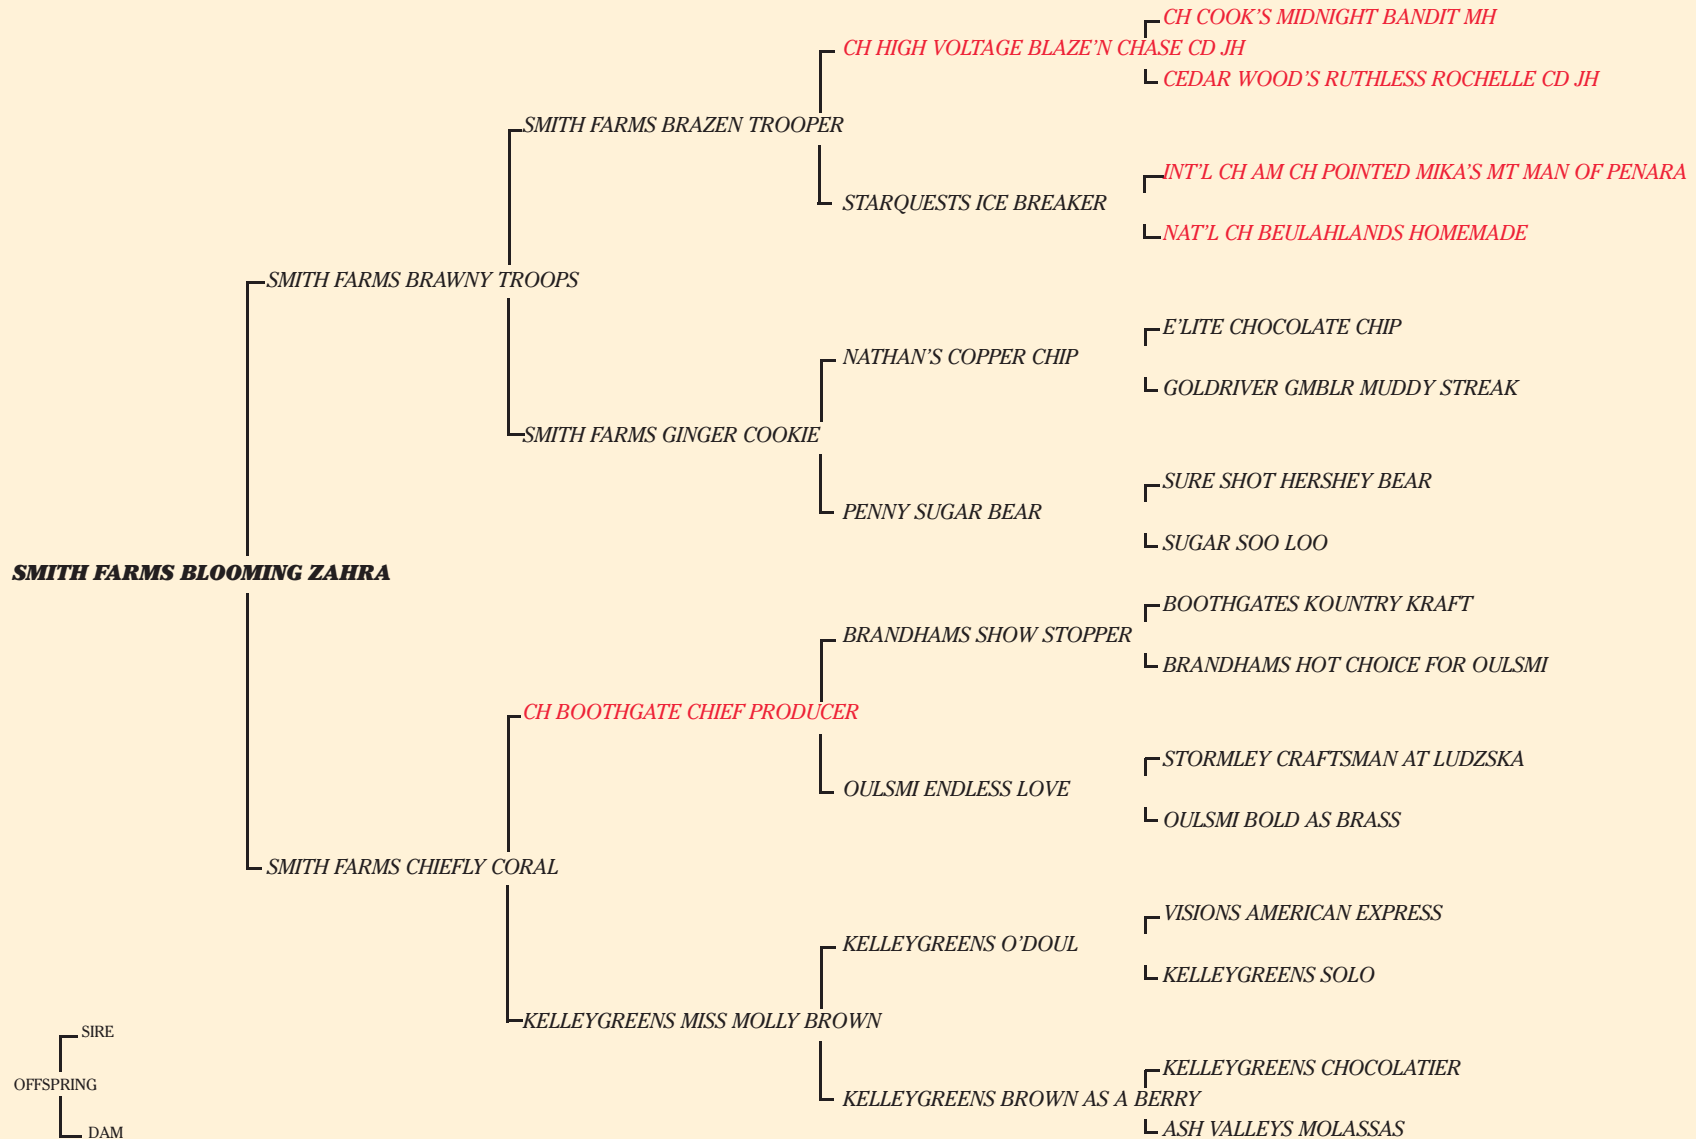 CH COOK'S MIDNIGHT BANDIT MH
CH HIGH VOLTAGE BLAZE'N CHASE CD JH
CEDAR WOOD'S RUTHLESS ROCHELLE CD JH
SMITH FARMS BRAZEN TROOPER
INT'L CH AM CH POINTED MIKA'S MT MAN OF PENARA
STARQUESTS ICE BREAKER
NAT'L CH BEULAHLANDS HOMEMADE
SMITH FARMS BRAWNY TROOPS
E'LITE CHOCOLATE CHIP
NATHAN'S COPPER CHIP
GOLDRIVER GMBLR MUDDY STREAK
SMITH FARMS GINGER COOKIE
SURE SHOT HERSHEY BEAR
PENNY SUGAR BEAR
SUGAR SOO LOO
SMITH FARMS BLOOMING ZAHRA
BOOTHGATES KOUNTRY KRAFT
BRANDHAMS SHOW STOPPER
BRANDHAMS HOT CHOICE FOR OULSMI
CH BOOTHGATE CHIEF PRODUCER
STORMLEY CRAFTSMAN AT LUDZSKA
OULSMI ENDLESS LOVE
OULSMI BOLD AS BRASS
SMITH FARMS CHIEFLY CORAL
VISIONS AMERICAN EXPRESS
KELLEYGREENS O'DOUL
KELLEYGREENS SOLO
KELLEYGREENS MISS MOLLY BROWN
KELLEYGREENS CHOCOLATIER
KELLEYGREENS BROWN AS A BERRY
ASH VALLEYS MOLASSAS
SIRE
OFFSPRING
DAM